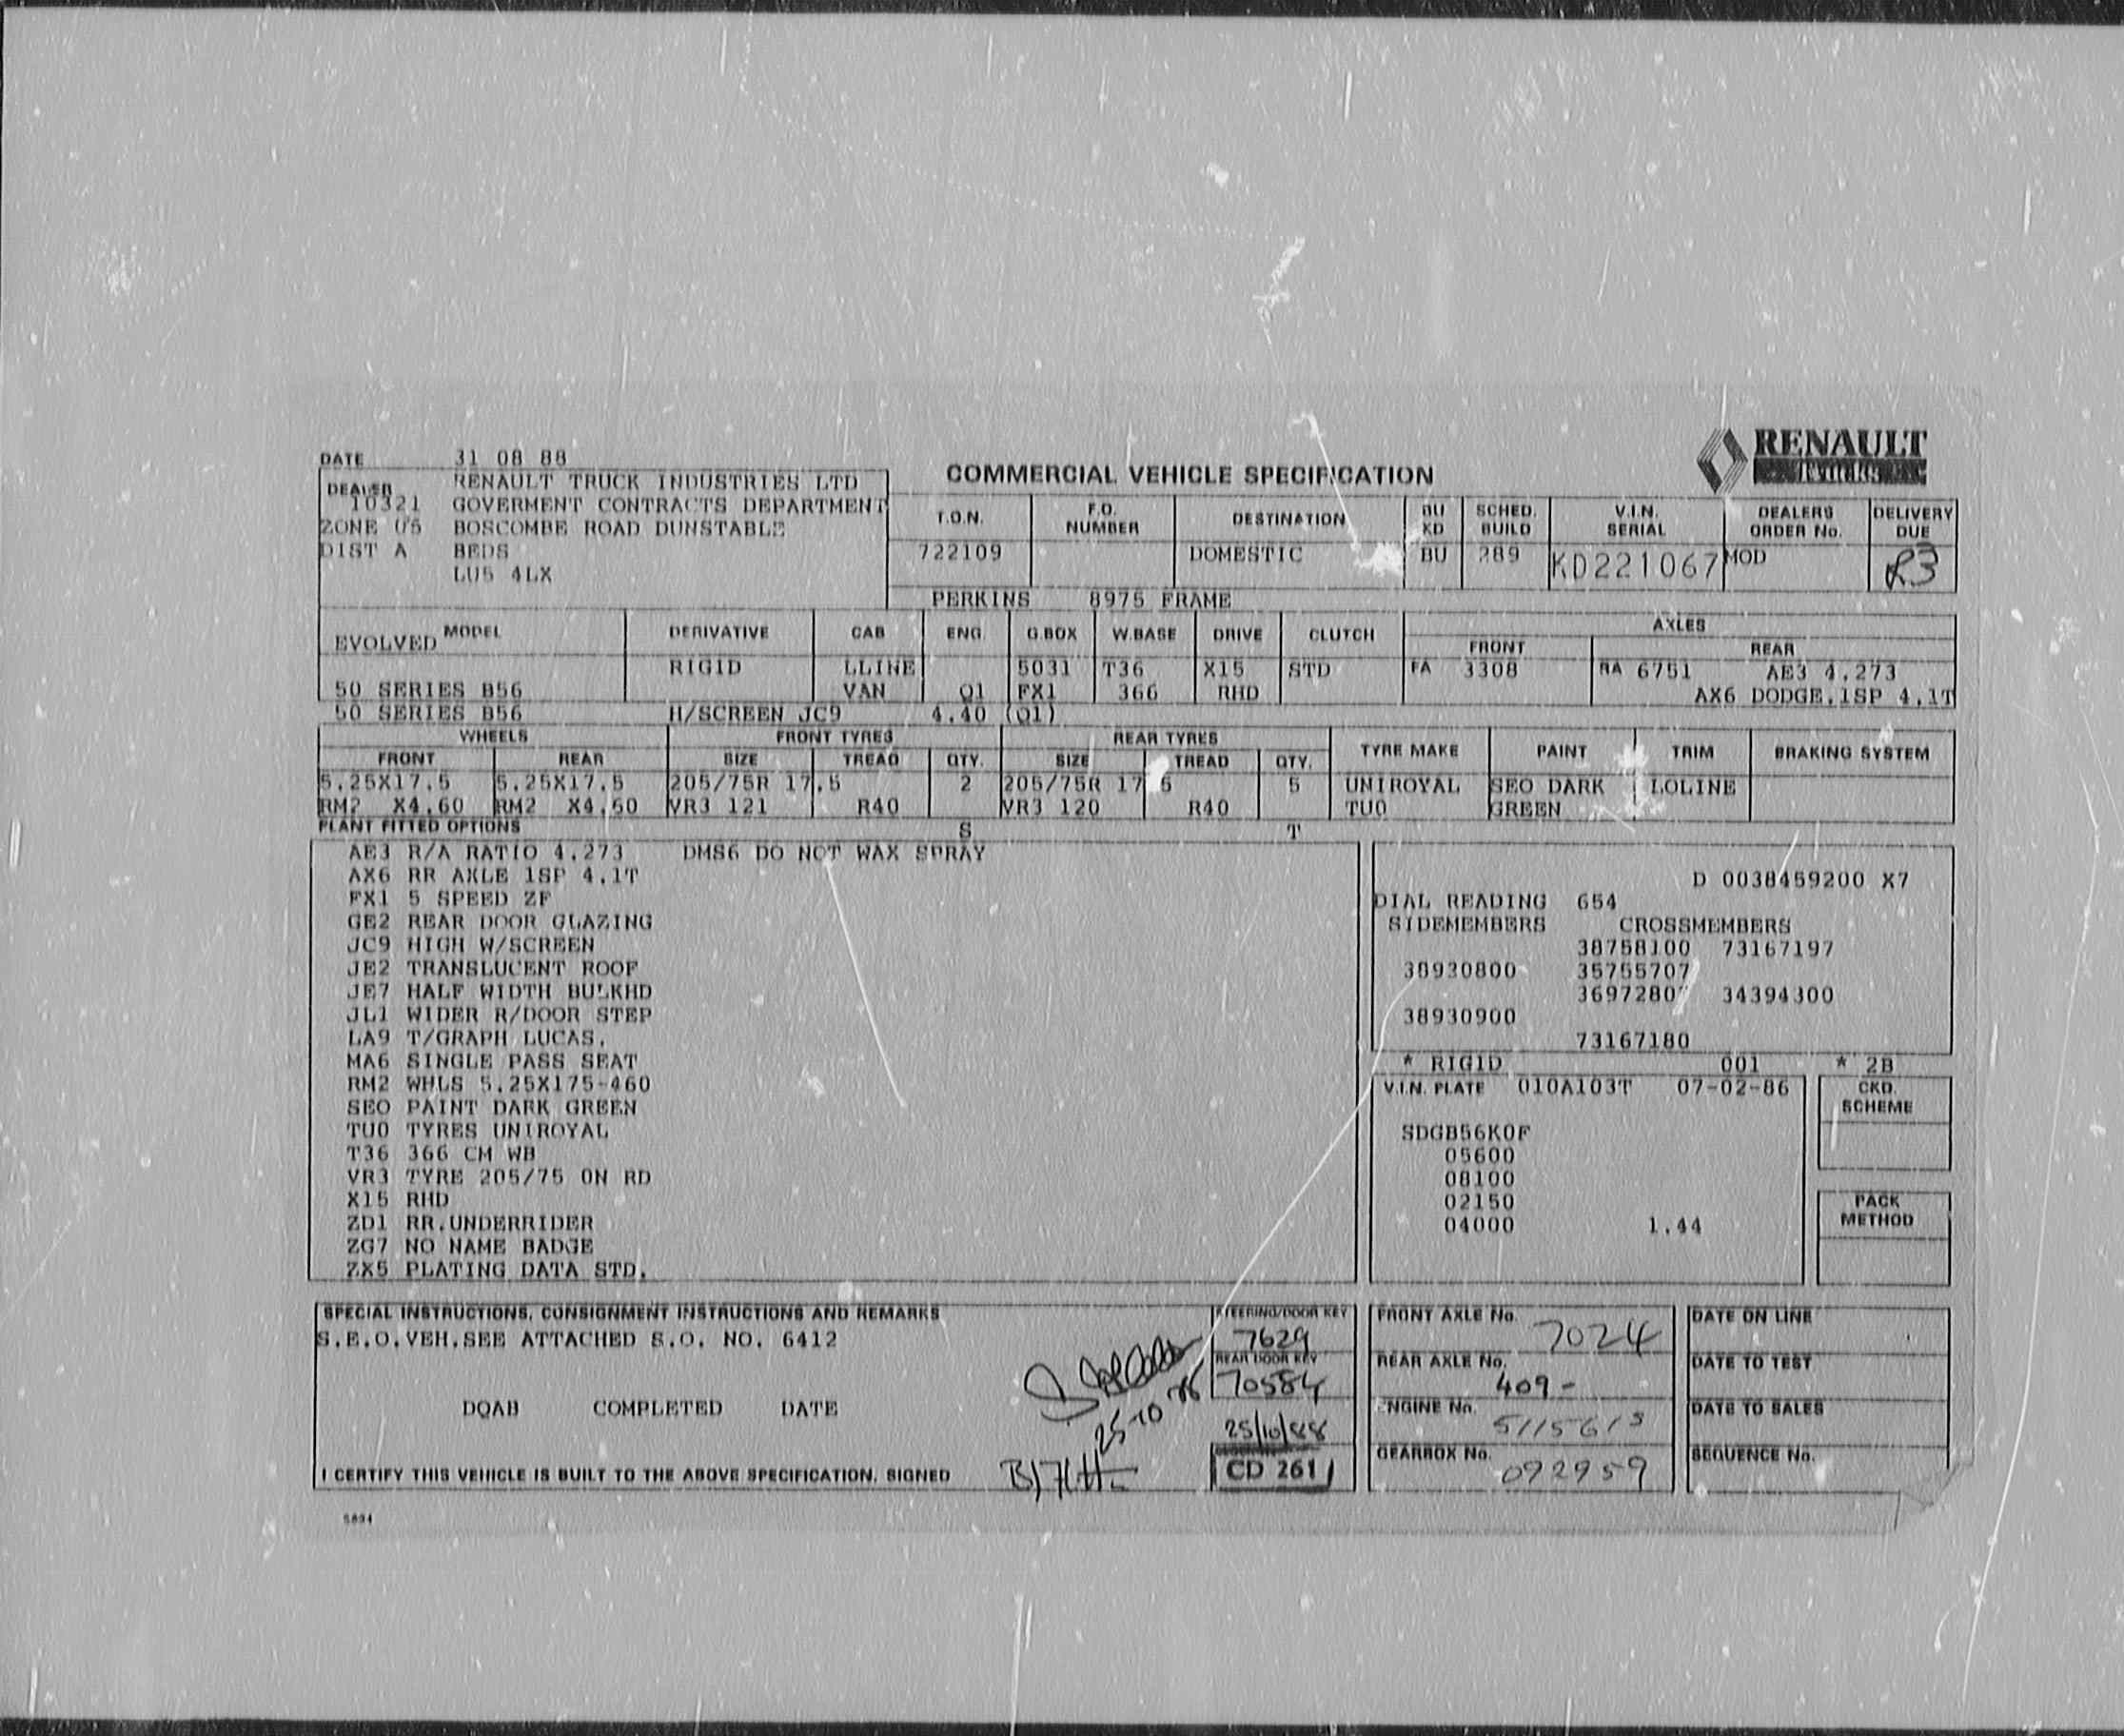 DATE 31 08 88
RENAULT
COMMERCIAL VEHICLE SPECIFICATION
DEALER RENAULT TRUCK INDUSTRIES LTD
10321 GOVERMENT CONTRACTS DEPARTMENT
ZONE 05 BOSCOMBE ROAD DUNSTABLE
DIST A BEDS
LU5 4LX
T.O.N. F.O. NUMBER DESTINATION BU KD SCHED. BUILD V.I.N. SERIAL DEALERS ORDER No. DELIVERY DUE
722109 DOMESTIC BU 289 KD221067 MOD R3
PERKINS 8975 FRAME
MODEL DERIVATIVE CAB ENG. G.BOX W.BASE DRIVE CLUTCH AXLES
EVOLVED FRONT REAR
RIGID LLINE 5031 T36 X15 STD FA 3308 RA 6751 AE3 4.273
50 SERIES B56 VAN Q1 FX1 366 RHD AX6 DODGE.1SP 4.1T
50 SERIES B56 H/SCREEN JC9 4.40 (Q1)
WHEELS FRONT TYRES REAR TYRES TYRE MAKE PAINT TRIM BRAKING SYSTEM
FRONT REAR SIZE TREAD QTY. SIZE TREAD QTY.
5.25X17.5 5.25X17.5 205/75R 17.5 2 205/75R 17 5 5 UNIROYAL SEO DARK LOLINE
RM2 X4.60 RM2 X4.60 VR3 121 R40 VR3 120 R40 TU0 GREEN
PLANT FITTED OPTIONS S T
AE3 R/A RATIO 4.273 DMS6 DO NOT WAX SPRAY
AX6 RR AXLE 1SP 4.1T
FX1 5 SPEED ZF
GE2 REAR DOOR GLAZING
JC9 HIGH W/SCREEN
JE2 TRANSLUCENT ROOF
JE7 HALF WIDTH BULKHD
JL1 WIDER R/DOOR STEP
LA9 T/GRAPH LUCAS.
MA6 SINGLE PASS SEAT
RM2 WHLS 5.25X175-460
SEO PAINT DARK GREEN
TU0 TYRES UNIROYAL
T36 366 CM WB
VR3 TYRE 205/75 ON RD
X15 RHD
ZD1 RR.UNDERRIDER
ZG7 NO NAME BADGE
ZX5 PLATING DATA STD.
D 0038459200 X7
DIAL READING 654
SIDEMEMBERS CROSSMEMBERS
38758100 73167197
38930800 35755707
34394300
38930900
73167180
* RIGID 001 * 2B
V.I.N. PLATE 010A103T 07-02-86
CKD. SCHEME
SDGB56K0F
05600
08100
02150
04000 1.44
PACK METHOD
SPECIAL INSTRUCTIONS, CONSIGNMENT INSTRUCTIONS AND REMARKS
S.E.O.VEH.SEE ATTACHED S.O. NO. 6412
DQAB COMPLETED DATE
I CERTIFY THIS VEHICLE IS BUILT TO THE ABOVE SPECIFICATION. SIGNED
STEERING/DOOR KEY
7629
REAR DOOR KEY
70584
25/10/88
CD 261
FRONT AXLE No. 7024
REAR AXLE No. 409-
ENGINE No.
GEARBOX No. 092959
DATE ON LINE
DATE TO TEST
DATE TO SALES
SEQUENCE No.
5894